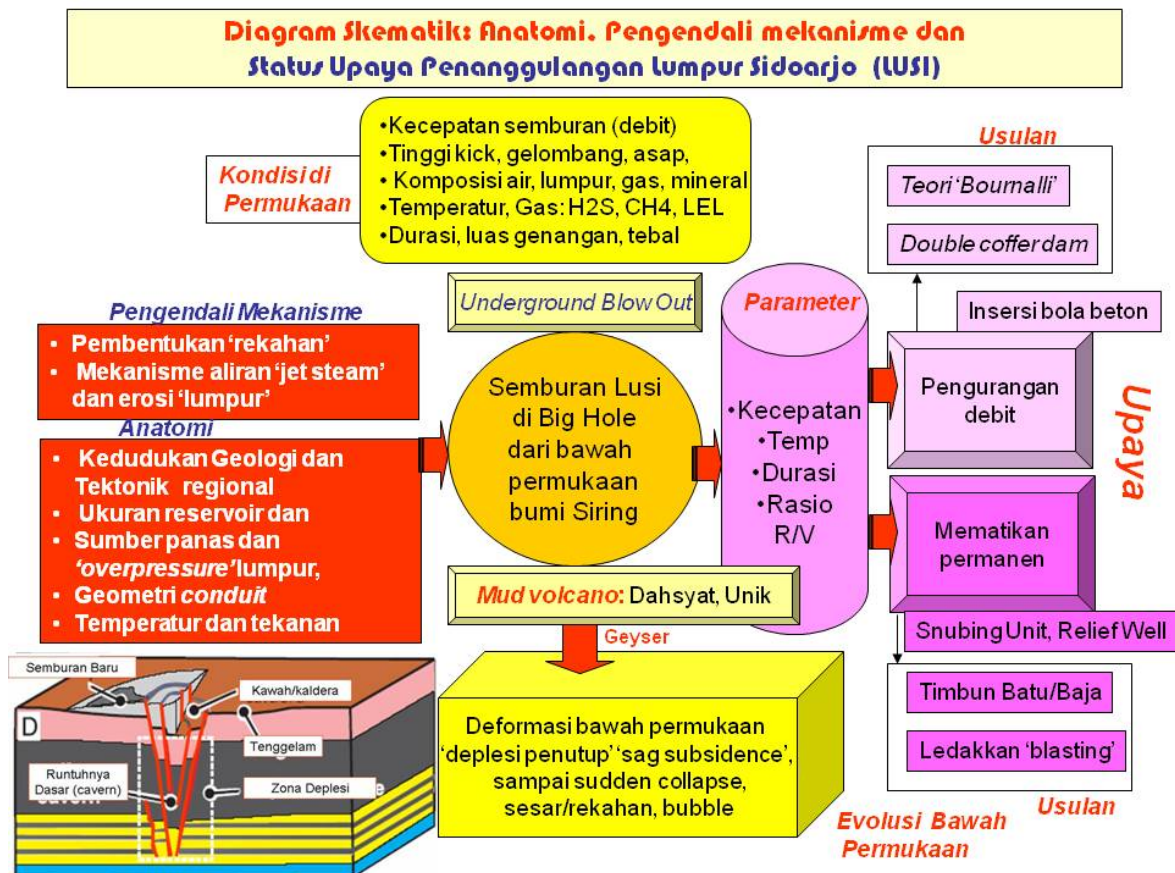 Diagram Skematik: Anatomi. Pengendali mekanisme dan
Status Upaya Penanggulangan Lumpur Sidoarjo (LUSI)
Kondisi di
Permukaan
•Kecepatan semburan (debit)
•Tinggi kick, gelombang, asap,
• Komposisi air, lumpur, gas, mineral
•Temperatur, Gas: H2S, CH4, LEL
•Durasi, luas genangan, tebal
Usulan
Teori 'Bournalli'
Double coffer dam
Pengendali Mekanisme
• Pembentukan 'rekahan'
• Mekanisme aliran 'jet steam'
dan erosi 'lumpur'
Anatomi
• Kedudukan Geologi dan
Tektonik regional
• Ukuran reservoir dan
• Sumber panas dan
'overpressure' lumpur,
• Geometri conduit
• Temperatur dan tekanan
Underground Blow Out
Semburan Lusi
di Big Hole
dari bawah
permukaan
bumi Siring
Mud volcano: Dahsyat, Unik
Geyser
Parameter
•Kecepatan
•Temp
•Durasi
•Rasio
R/V
Insersi bola beton
Pengurangan
debit
Upaya
Mematikan
permanen
Snubing Unit, Relief Well
Timbun Batu/Baja
Ledakkan 'blasting'
Usulan
Deformasi bawah permukaan
'deplesi penutup' 'sag subsidence',
sampai sudden collapse,
sesar/rekahan, bubble
Evolusi Bawah
Permukaan
Semburan Baru
Kawah/kaldera
D
Tenggelam
Runtuhnya
Dasar (cavern)
Zona Deplesi